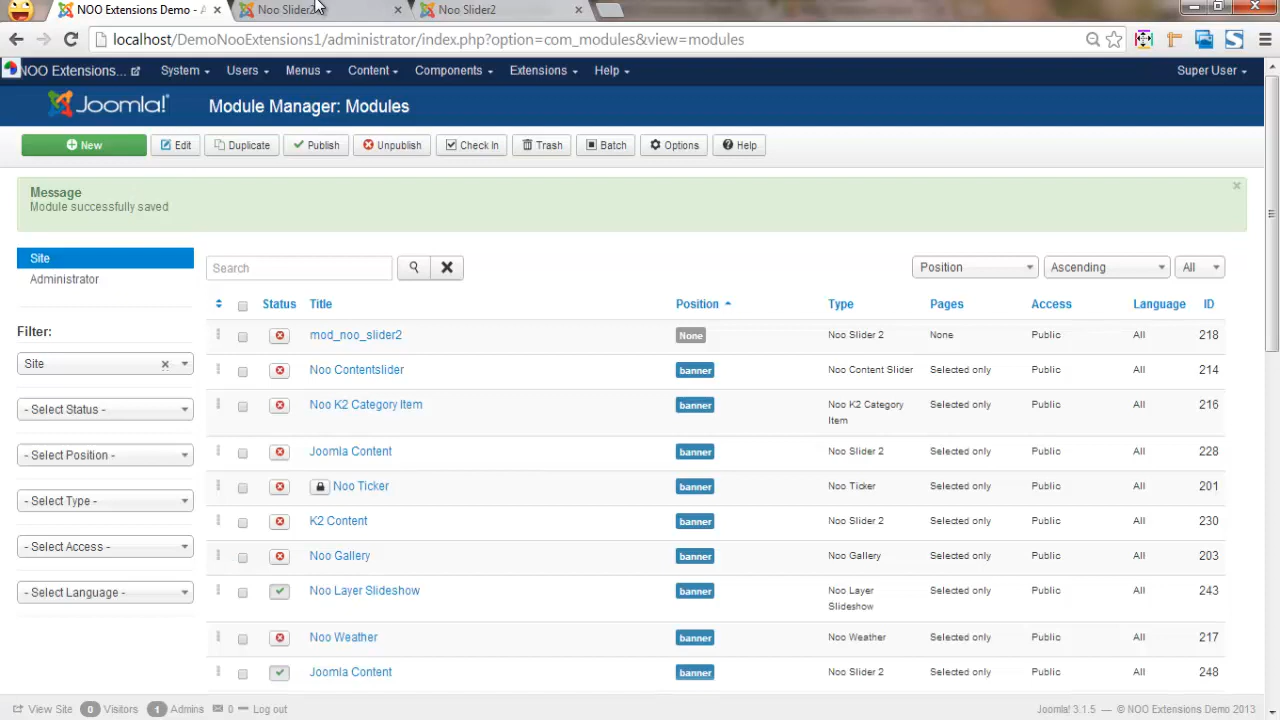 NOO Extensions Demo - A
Noo Slider2
Noo Slider2
localhost/DemoNooExtensions1/administrator/index.php?option=com_modules&view=modules
NOO Extensions... System Users Menus Content Components Extensions Help Super User
Joomla! Module Manager: Modules
New Edit Duplicate Publish Unpublish Check In Trash Batch Options Help
Message
Module successfully saved
Site
Administrator
Filter:
Site
- Select Status -
- Select Position -
- Select Type -
- Select Access -
- Select Language -
Search Position Ascending All
Status Title Position Type Pages Access Language ID
mod_noo_slider2 None Noo Slider 2 None Public All 218
Noo Contentslider banner Noo Content Slider Selected only Public All 214
Noo K2 Category Item banner Noo K2 Category Selected only Public All 216
Item
Joomla Content banner Noo Slider 2 Selected only Public All 228
Noo Ticker banner Noo Ticker Selected only Public All 201
K2 Content banner Noo Slider 2 Selected only Public All 230
Noo Gallery banner Noo Gallery Selected only Public All 203
Noo Layer Slideshow banner Noo Layer Selected only Public All 243
Slideshow
Noo Weather banner Noo Weather Selected only Public All 217
Joomla Content banner Noo Slider 2 Selected only Public All 248
View Site 0 Visitors 1 Admins 0 Log out Joomla! 3.1.5 — © NOO Extensions Demo 2013